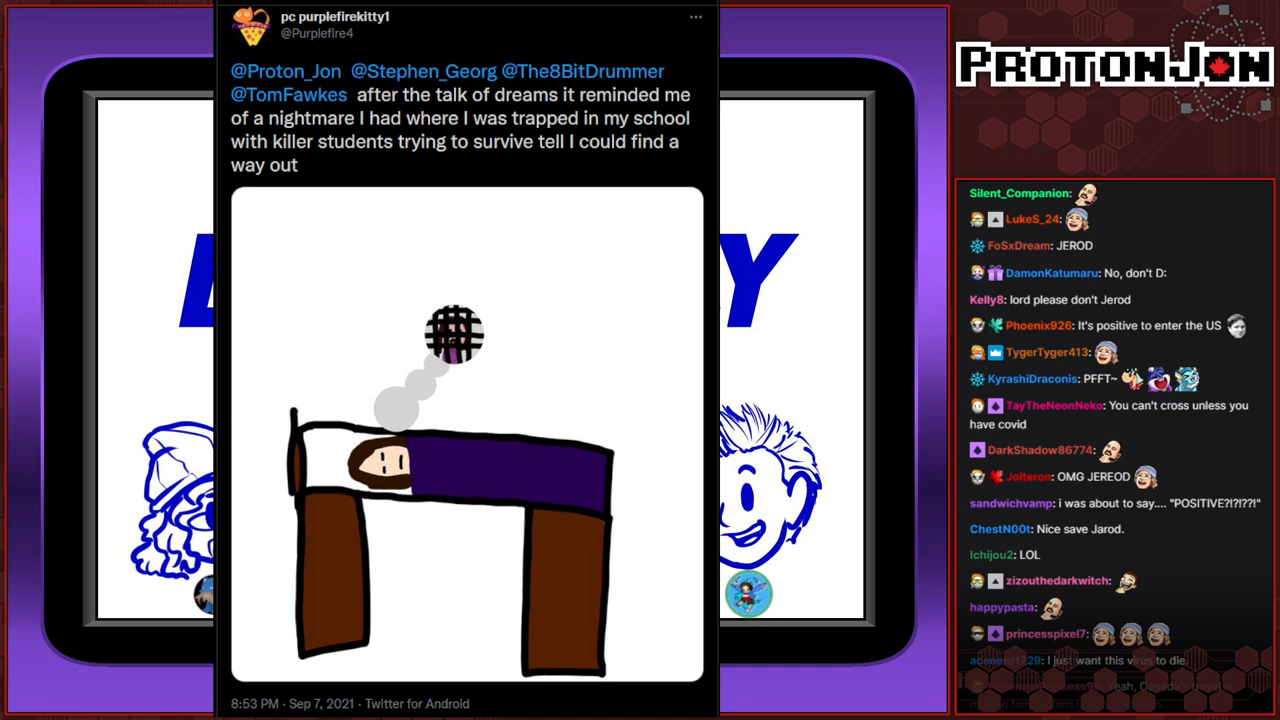 pc purplefirekitty1
@Purplefire4
@Proton_Jon @Stephen_Georg @The8BitDrummer
@TomFawkes after the talk of dreams it reminded me
of a nightmare I had where I was trapped in my school
with killer students trying to survive tell I could find a
way out
8:53 PM · Sep 7, 2021 · Twitter for Android
Y
PROTONJON
Silent_Companion:
LukeS_24:
FoSxDream: JEROD
DamonKatumaru: No, don't D:
Kelly8: lord please don't Jerod
Phoenix926: It's positive to enter the US
TygerTyger413:
KyrashiDraconis: PFFT~
TayTheNeonNeko: You can't cross unless you
have covid
DarkShadow86774:
Jolteron: OMG JEREOD
sandwichvamp: i was about to say.... "POSITIVE?!?!??!"
ChestN00t: Nice save Jarod.
Ichijou2: LOL
zizouthedarkwitch:
happypasta:
princesspixel7:
I just want this virus to die.
Yeah, Canada's